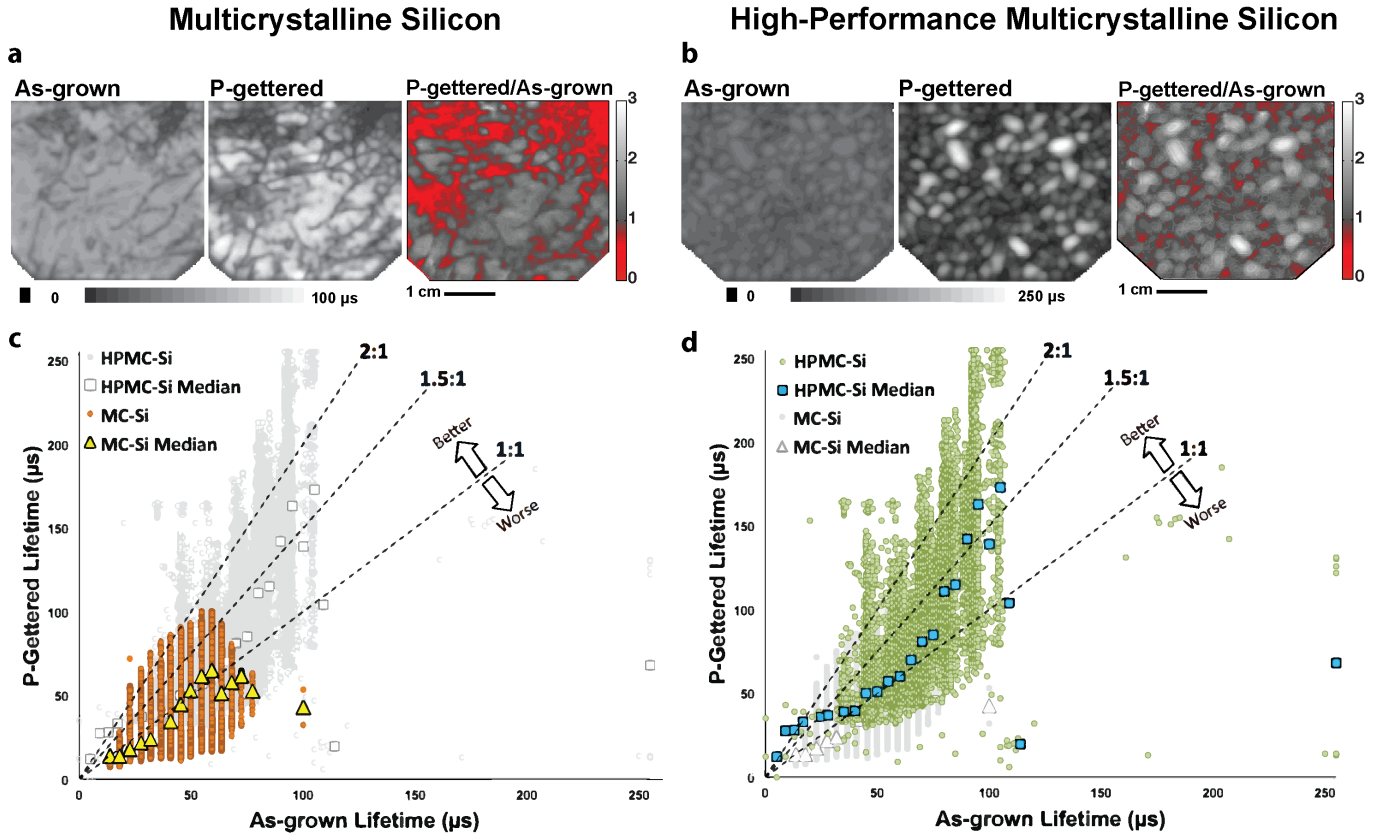 Multicrystalline Silicon
High-Performance Multicrystalline Silicon
a
As-grown
P-gettered
P-gettered/As-grown
3
2
1
0
0
100 µs
1 cm
b
As-grown
P-gettered
P-gettered/As-grown
3
2
1
0
0
250 µs
1 cm
c
HPMC-Si
HPMC-Si Median
MC-Si
MC-Si Median
2:1
1.5:1
1:1
Better
Worse
250
200
150
100
50
0
P-Gettered Lifetime (µs)
0
50
100
150
200
250
As-grown Lifetime (µs)
d
HPMC-Si
HPMC-Si Median
MC-Si
MC-Si Median
2:1
1.5:1
1:1
Better
Worse
250
200
150
100
50
0
P-Gettered Lifetime (µs)
0
50
100
150
200
250
As-grown Lifetime (µs)